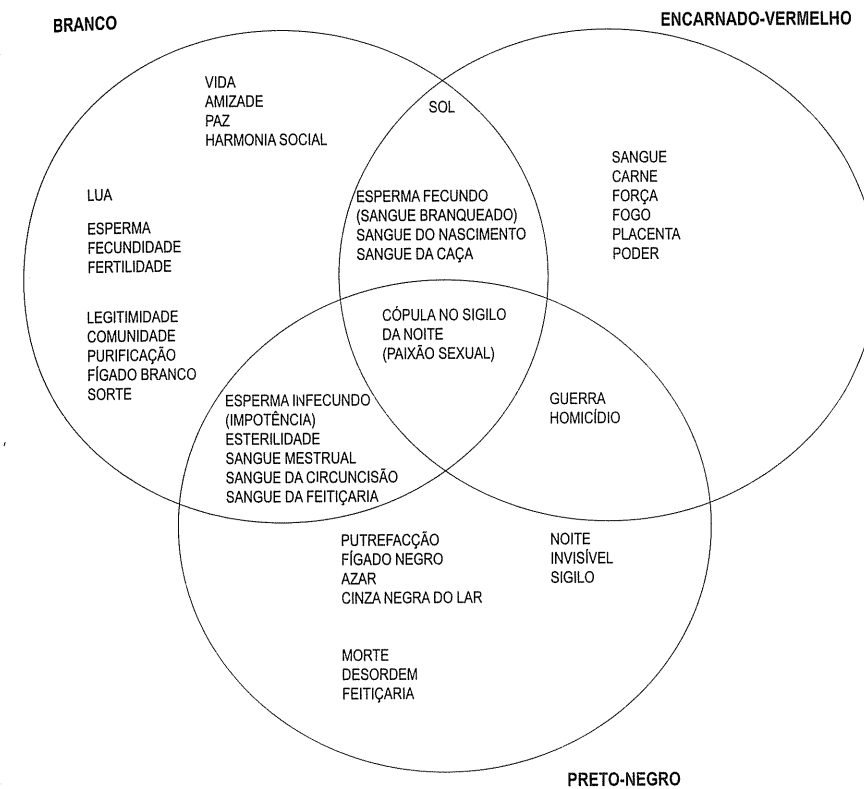 BRANCO
ENCARNADO-VERMELHO
VIDA
AMIZADE
PAZ
HARMONIA SOCIAL
SOL
LUA
ESPERMA
FECUNDIDADE
FERTILIDADE
LEGITIMIDADE
COMUNIDADE
PURIFICAÇÃO
FÍGADO BRANCO
SORTE
ESPERMA FECUNDO
(SANGUE BRANQUEADO)
SANGUE DO NASCIMENTO
SANGUE DA CAÇA
SANGUE
CARNE
FORÇA
FOGO
PLACENTA
PODER
CÓPULA NO SIGILO
DA NOITE
(PAIXÃO SEXUAL)
ESPERMA INFECUNDO
(IMPOTÊNCIA)
ESTERILIDADE
SANGUE MESTRUAL
SANGUE DA CIRCUNCISÃO
SANGUE DA FEITIÇARIA
GUERRA
HOMICÍDIO
PUTREFACÇÃO
FÍGADO NEGRO
AZAR
CINZA NEGRA DO LAR
NOITE
INVISÍVEL
SIGILO
MORTE
DESORDEM
FEITIÇARIA
PRETO-NEGRO